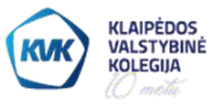 KVK
KLAIPĖDOS
VALSTYBINĖ
KOLEGIJA
10 metų